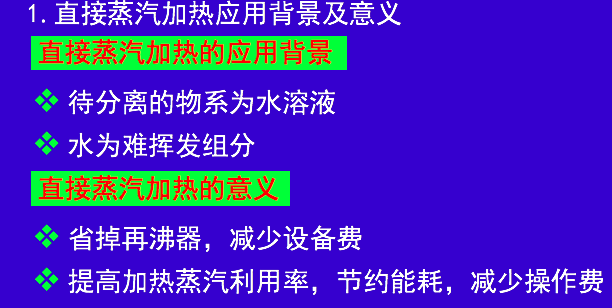 1.直接蒸汽加热应用背景及意义
直接蒸汽加热的应用背景
待分离的物系为水溶液
水为难挥发组分
直接蒸汽加热的意义
省掉再沸器，减少设备费
提高加热蒸汽利用率，节约能耗，减少操作费